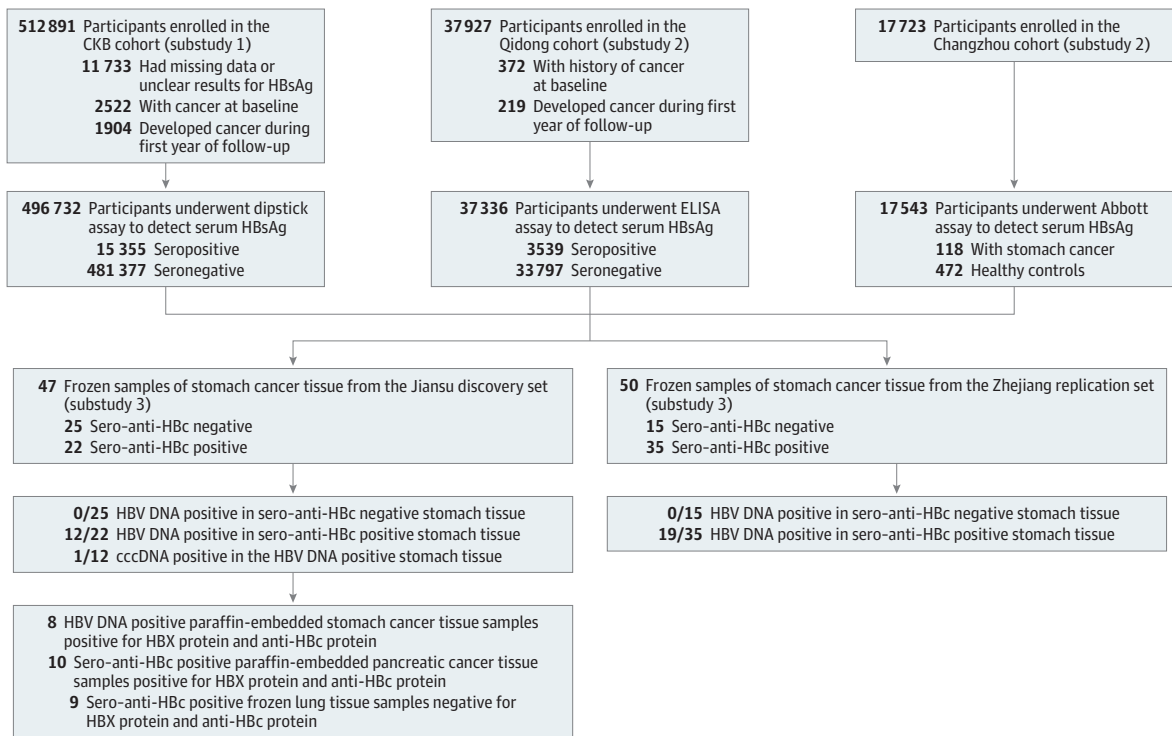 512 891 Participants enrolled in the
CKB cohort (substudy 1)
11 733 Had missing data or
unclear results for HBsAg
2522 With cancer at baseline
1904 Developed cancer during
first year of follow-up
37 927 Participants enrolled in the
Qidong cohort (substudy 2)
372 With history of cancer
at baseline
219 Developed cancer during first
year of follow-up
17 723 Participants enrolled in the
Changzhou cohort (substudy 2)
496 732 Participants underwent dipstick
assay to detect serum HBsAg
15 355 Seropositive
481 377 Seronegative
37 336 Participants underwent ELISA
assay to detect serum HBsAg
3539 Seropositive
33 797 Seronegative
17 543 Participants underwent Abbott
assay to detect serum HBsAg
118 With stomach cancer
472 Healthy controls
47 Frozen samples of stomach cancer tissue from the Jiansu discovery set
(substudy 3)
25 Sero-anti-HBc negative
22 Sero-anti-HBc positive
50 Frozen samples of stomach cancer tissue from the Zhejiang replication set
(substudy 3)
15 Sero-anti-HBc negative
35 Sero-anti-HBc positive
0/25 HBV DNA positive in sero-anti-HBc negative stomach tissue
12/22 HBV DNA positive in sero-anti-HBc positive stomach tissue
1/12 cccDNA positive in the HBV DNA positive stomach tissue
0/15 HBV DNA positive in sero-anti-HBc negative stomach tissue
19/35 HBV DNA positive in sero-anti-HBc positive stomach tissue
8 HBV DNA positive paraffin-embedded stomach cancer tissue samples
positive for HBX protein and anti-HBc protein
10 Sero-anti-HBc positive paraffin-embedded pancreatic cancer tissue
samples positive for HBX protein and anti-HBc protein
9 Sero-anti-HBc positive frozen lung tissue samples negative for
HBX protein and anti-HBc protein